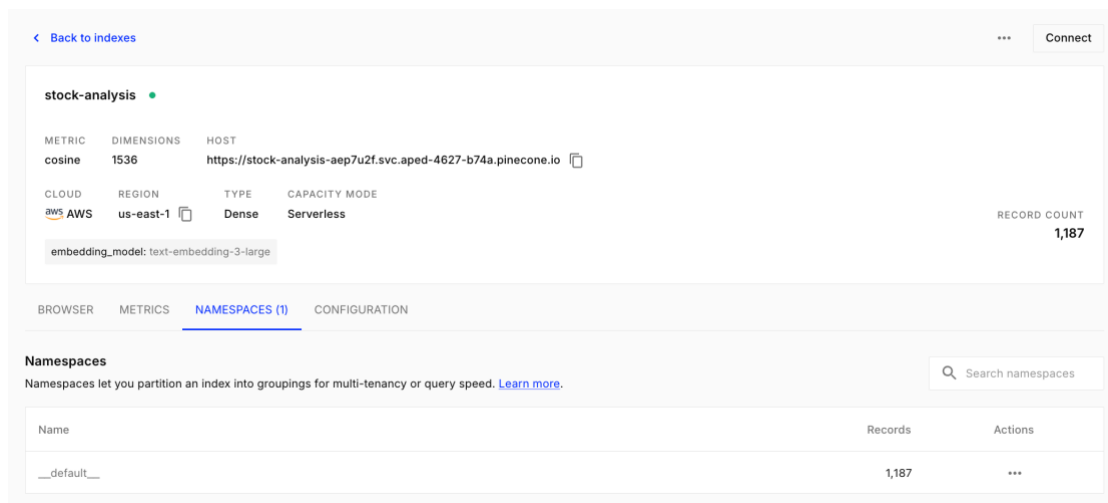 Back to indexes
Connect
stock-analysis
METRIC DIMENSIONS HOST
cosine 1536 https://stock-analysis-aep7u2f.svc.aped-4627-b74a.pinecone.io
CLOUD REGION TYPE CAPACITY MODE
aws AWS us-east-1 Dense Serverless
RECORD COUNT
1,187
embedding_model: text-embedding-3-large
BROWSER METRICS NAMESPACES (1) CONFIGURATION
Namespaces
Namespaces let you partition an index into groupings for multi-tenancy or query speed. Learn more.
Search namespaces
Name Records Actions
__default__ 1,187